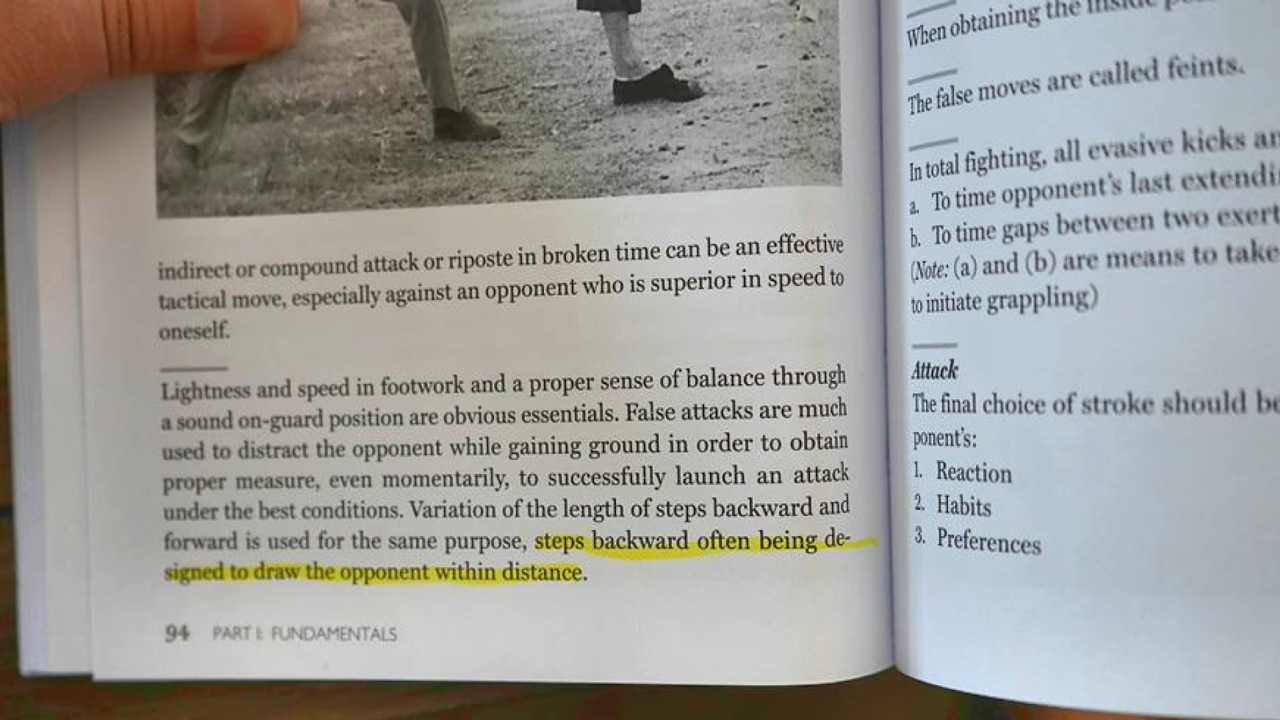 indirect or compound attack or riposte in broken time can be an effective
tactical move, especially against an opponent who is superior in speed to
oneself.
Lightness and speed in footwork and a proper sense of balance through
a sound on-guard position are obvious essentials. False attacks are much
used to distract the opponent while gaining ground in order to obtain
proper measure, even momentarily, to successfully launch an attack
under the best conditions. Variation of the length of steps backward and
forward is used for the same purpose, steps backward often being de-
signed to draw the opponent within distance.
94 PART I: FUNDAMENTALS
When obtaining the inside
The false moves are called feints.
In total fighting, all evasive kicks
a. To time opponent's last
b. To time gaps between two
(Note: (a) and (b) are means to take
to initiate grappling)
Attack
The final choice of stroke should
ponent's:
1. Reaction
2. Habits
3. Preferences